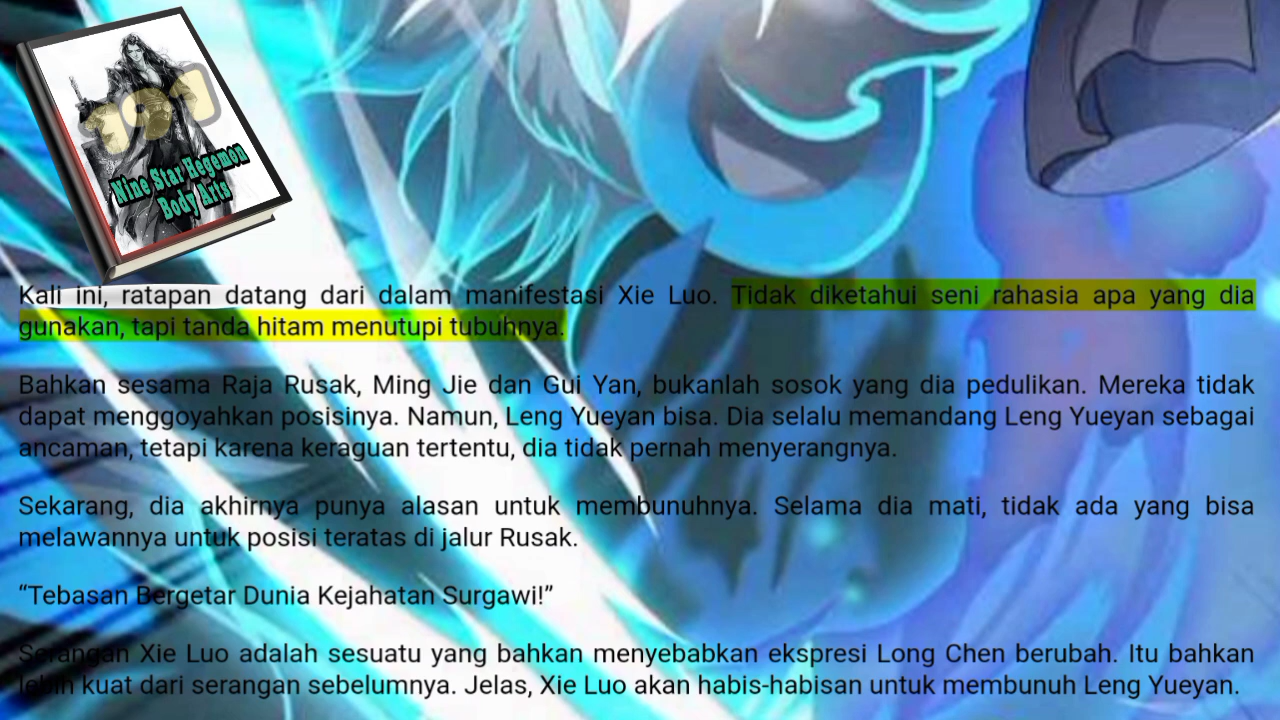 121
Nine Star Hegemon
Body Arts
Kali ini, ratapan datang dari dalam manifestasi Xie Luo. Tidak diketahui seni rahasia apa yang dia
gunakan, tapi tanda hitam menutupi tubuhnya.
Bahkan sesama Raja Rusak, Ming Jie dan Gui Yan, bukanlah sosok yang dia pedulikan. Mereka tidak
dapat menggoyahkan posisinya. Namun, Leng Yueyan bisa. Dia selalu memandang Leng Yueyan sebagai
ancaman, tetapi karena keraguan tertentu, dia tidak pernah menyerangnya.
Sekarang, dia akhirnya punya alasan untuk membunuhnya. Selama dia mati, tidak ada yang bisa
melawannya untuk posisi teratas di jalur Rusak.
“Tebasan Bergetar Dunia Kejahatan Surgawi!”
Serangan Xie Luo adalah sesuatu yang bahkan menyebabkan ekspresi Long Chen berubah. Itu bahkan
lebih kuat dari serangan sebelumnya. Jelas, Xie Luo akan habis-habisan untuk membunuh Leng Yueyan.